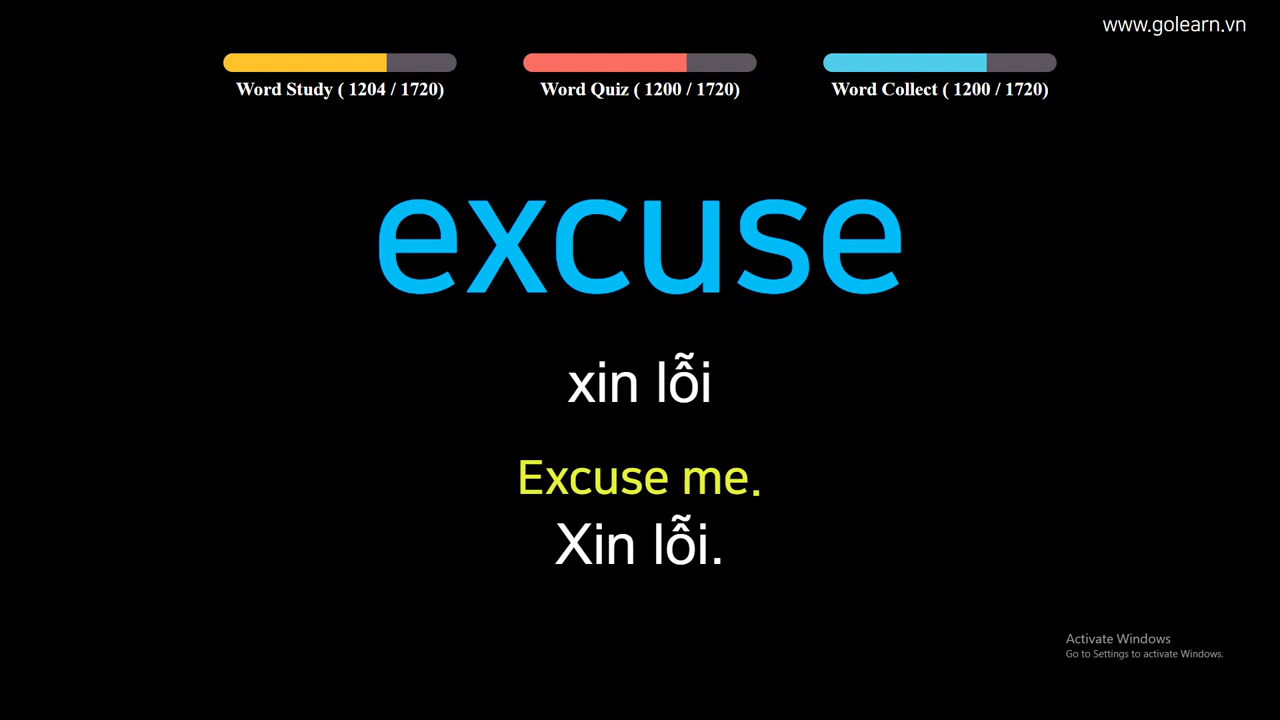 www.golearn.vn
Word Study ( 1204 / 1720)
Word Quiz ( 1200 / 1720)
Word Collect ( 1200 / 1720)
excuse
xin lỗi
Excuse me.
Xin lỗi.
Activate Windows
Go to Settings to activate Windows.